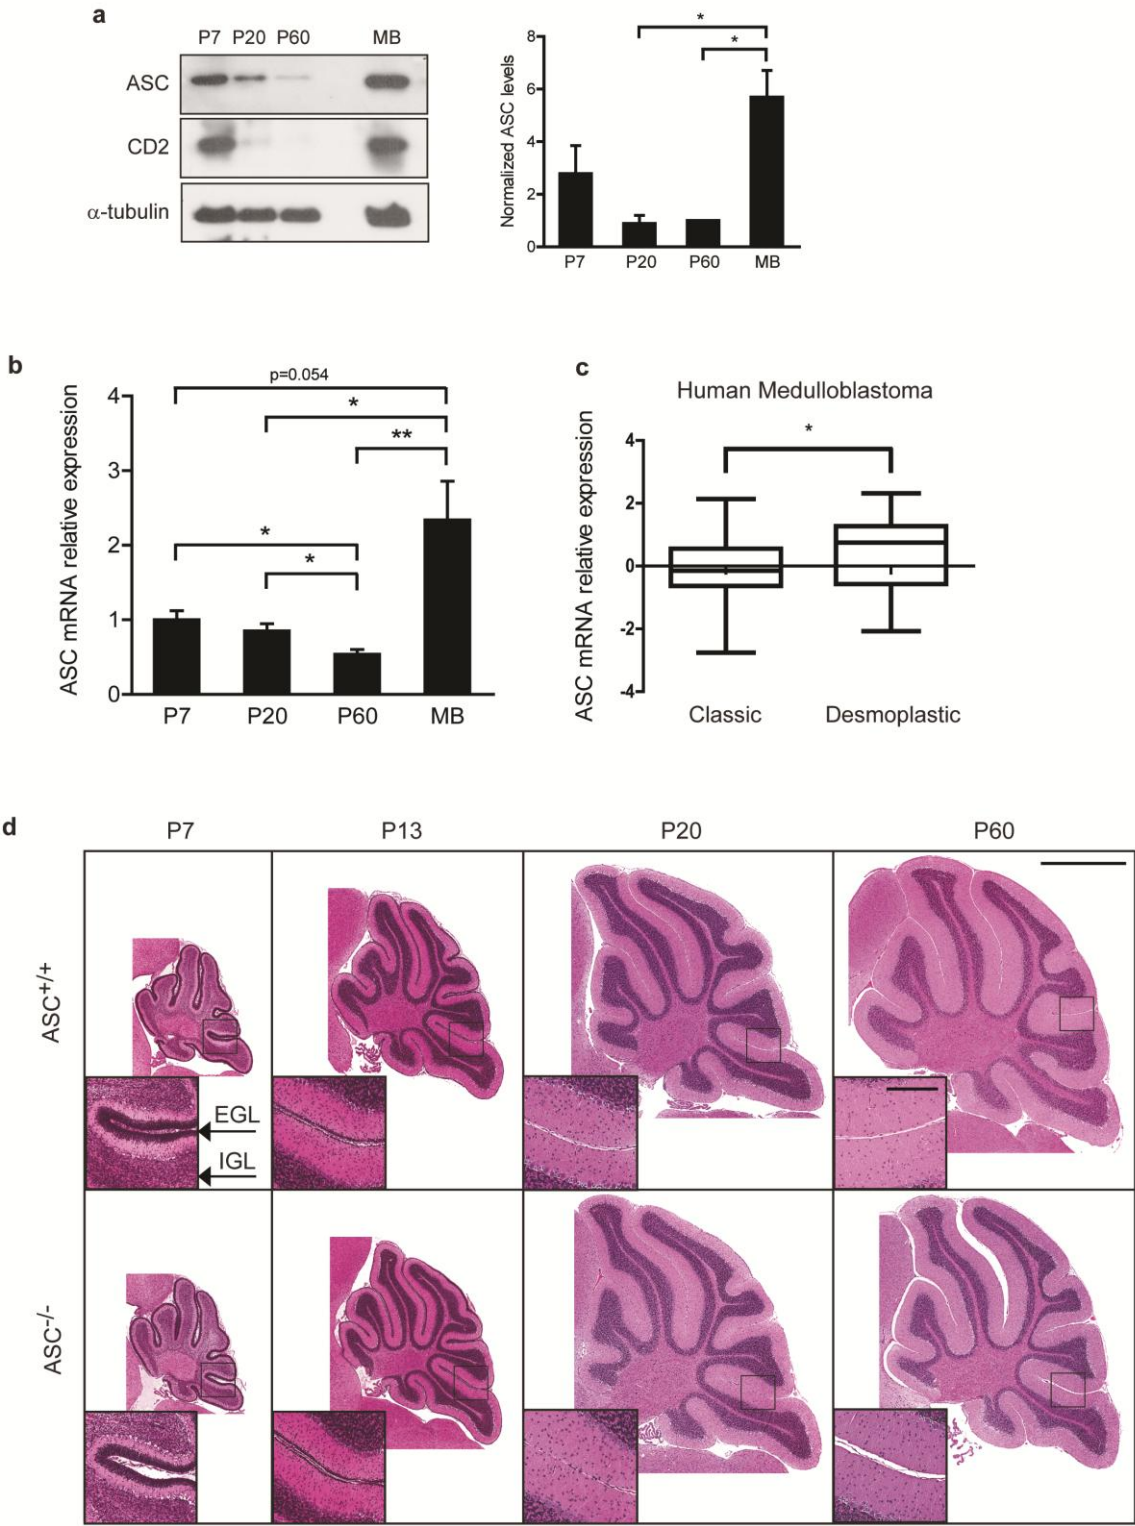 a
P7 P20 P60 MB
ASC
CD2
α-tubulin
Normalized ASC levels
8
6
4
2
0
* 
*
P7 P20 P60 MB
b
ASC mRNA relative expression
4
3
2
1
0
p=0.054
*
**
*
*
P7 P20 P60 MB
c
Human Medulloblastoma
ASC mRNA relative expression
4
2
0
-2
-4
*
Classic Desmoplastic
d
P7 P13 P20 P60
ASC+/+
EGL
IGL
ASC-/-